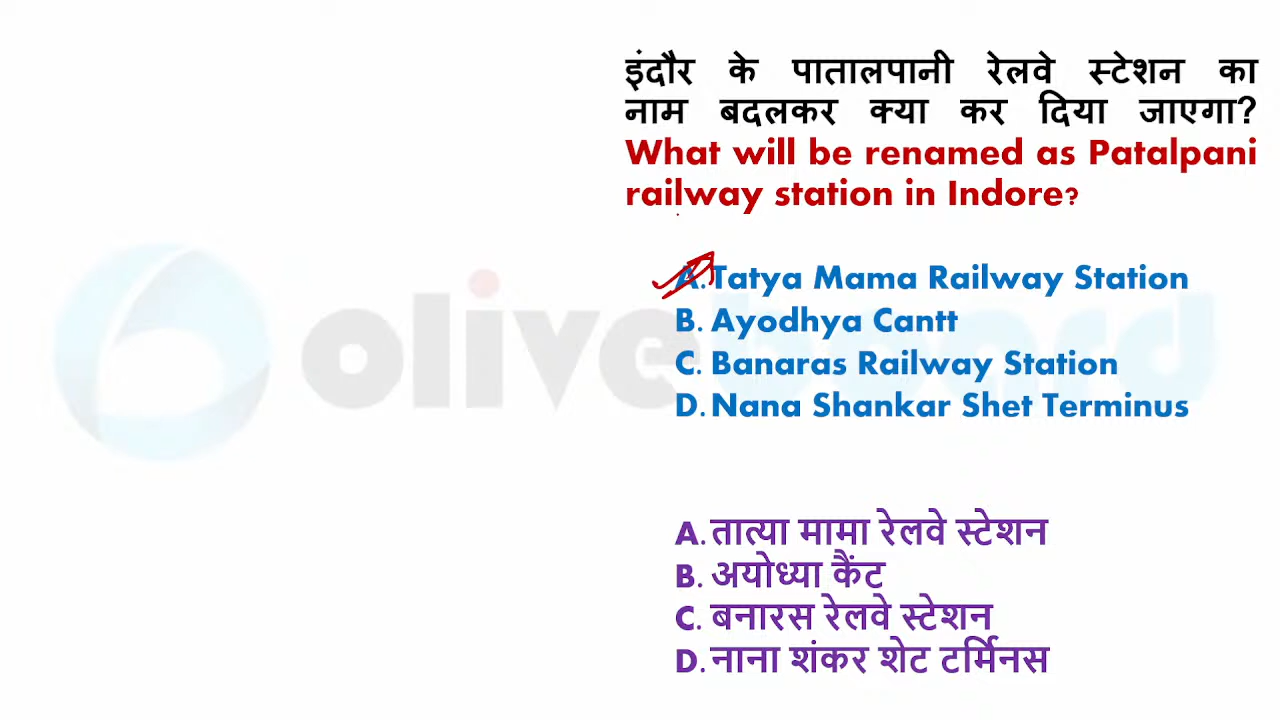 इंदौर के पातालपानी रेलवे स्टेशन का
नाम बदलकर क्या कर दिया जाएगा?
What will be renamed as Patalpani
railway station in Indore?
A. Tatya Mama Railway Station
B. Ayodhya Cantt
C. Banaras Railway Station
D. Nana Shankar Shet Terminus
oliveboard
A. तात्या मामा रेलवे स्टेशन
B. अयोध्या कैंट
C. बनारस रेलवे स्टेशन
D. नाना शंकर शेट टर्मिनस